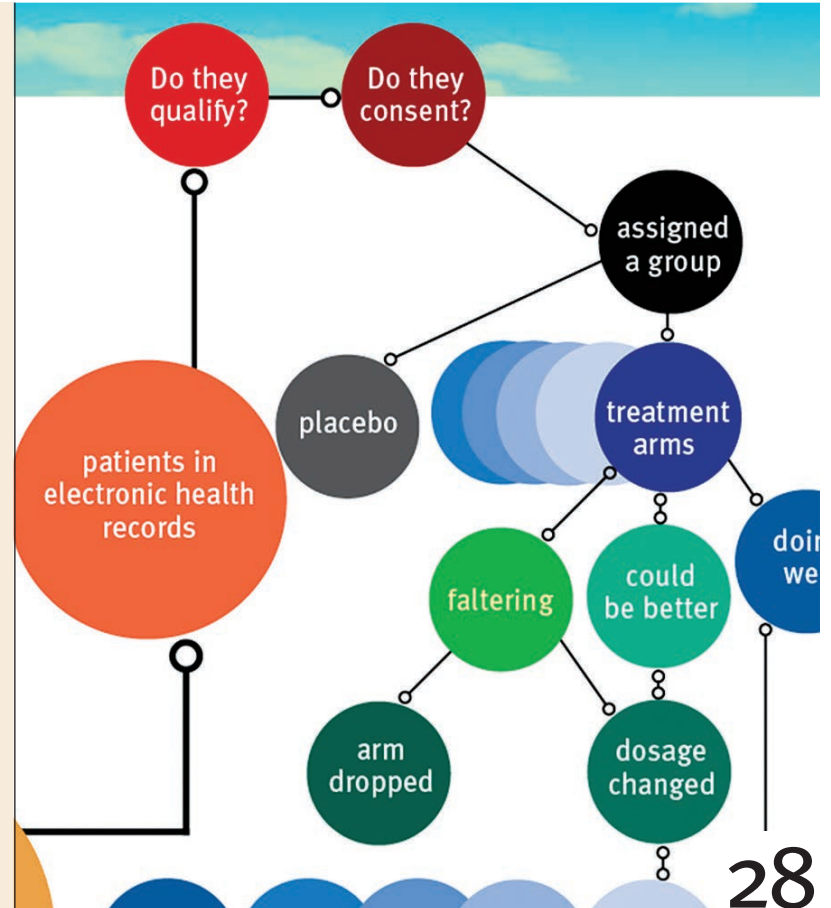 Do they
qualify?
Do they
consent?
assigned
a group
placebo
treatment
arms
patients in
electronic health
records
faltering
could
be better
arm
dropped
dosage
changed
28